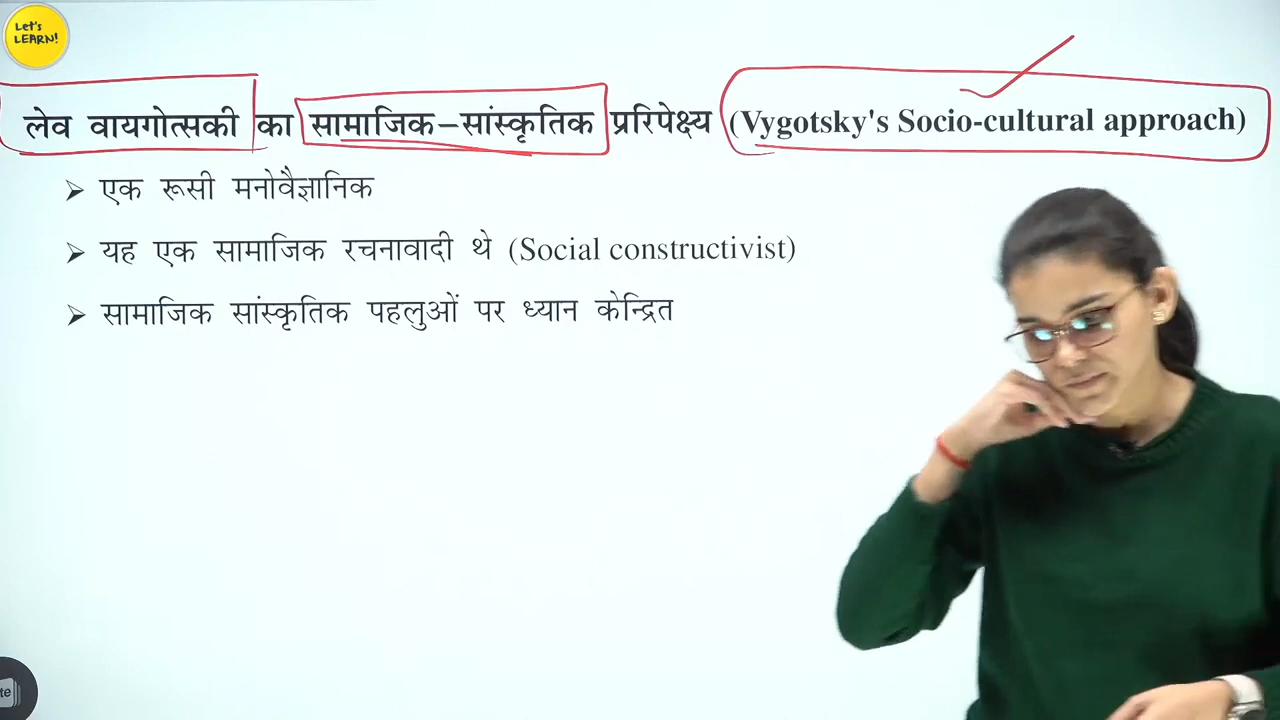 Let's
LEARN!
लेव वायगोत्सकी का सामाजिक–सांस्कृतिक प्ररिपेक्ष्य (Vygotsky's Socio-cultural approach)
➢ एक रूसी मनोवैज्ञानिक
➢ यह एक सामाजिक रचनावादी थे (Social constructivist)
➢ सामाजिक सांस्कृतिक पहलुओं पर ध्यान केन्द्रित